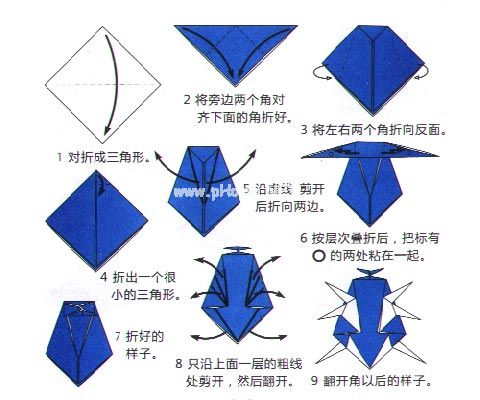 1 对折成三角形。
2 将旁边两个角对
齐下面的角折好。
3 将左右两个角折向反面。
4 折出一个很
小的三角形。
5 沿虚线 剪开
后折向两边。
6 按层次叠折后，把标有
○ 的两处粘在一起。
7 折好的
样子。
8 只沿上面一层的粗线
处剪开，然后翻开。
9 翻开角以后的样子。